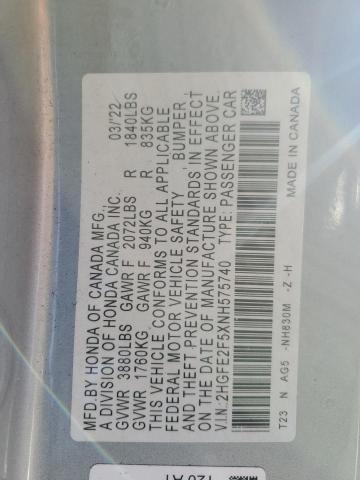 MFD.BY HONDA OF CANADA MFG.
A DIVISION OF HONDA CANADA INC. 03/'22
GVWR 3880LBS GAWR F 2072LBS R 1840LBS
GVWR 1760KG GAWR F 940KG R 835KG
THIS VEHICLE CONFORMS TO ALL APPLICABLE
FEDERAL MOTOR VEHICLE SAFETY, BUMPER,
AND THEFT PREVENTION STANDARDS IN EFFECT
ON THE DATE OF MANUFACTURE SHOWN ABOVE.
V.I.N.:2HGFE2F5XNH575740 TYPE: PASSENGER CAR
T23 N AG5 -NH830M -Z -H MADE IN CANADA